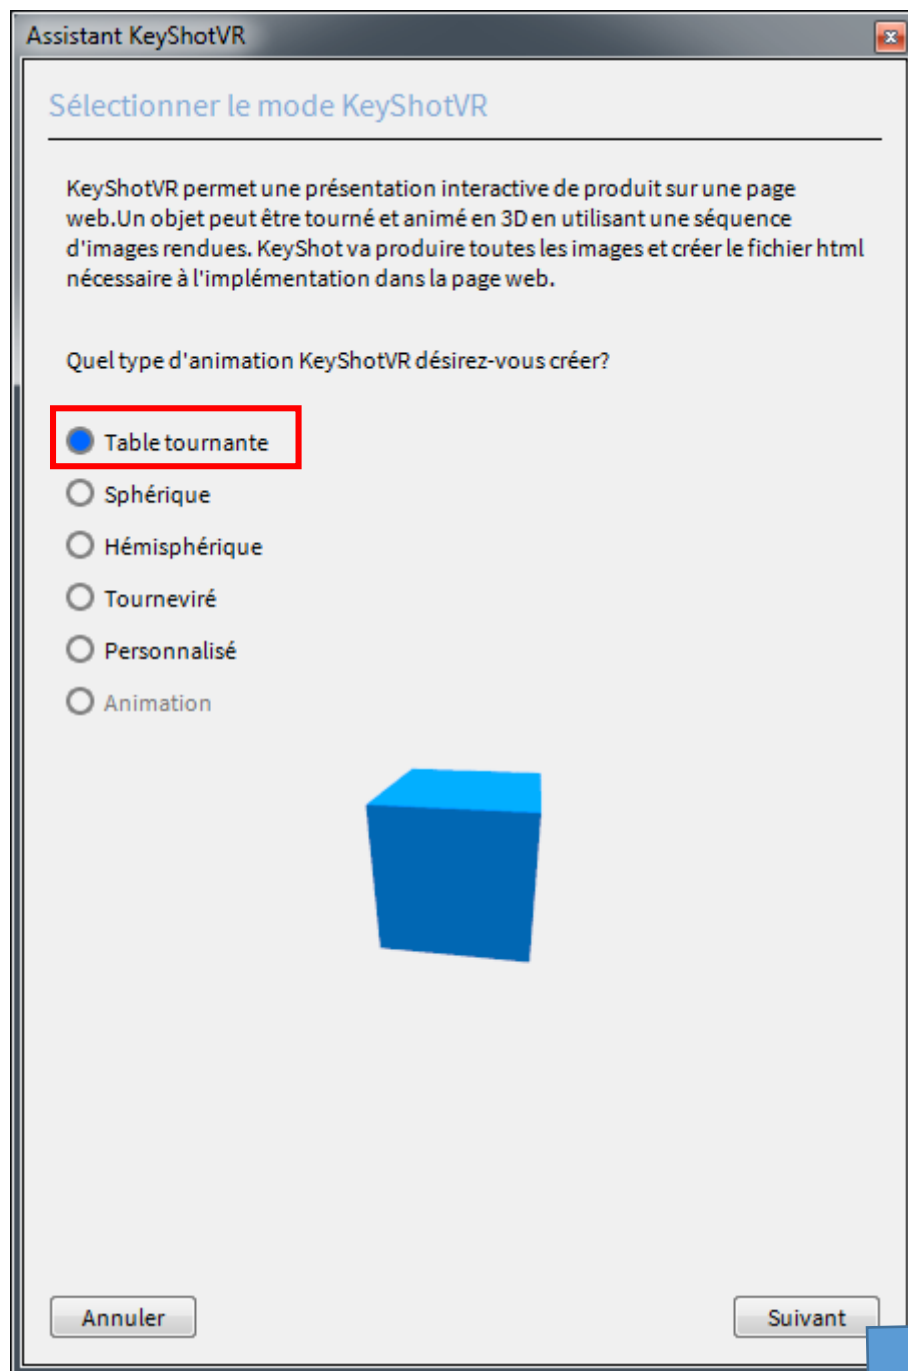 Assistant KeyShotVR
Sélectionner le mode KeyShotVR
KeyShotVR permet une présentation interactive de produit sur une page
web.Un objet peut être tourné et animé en 3D en utilisant une séquence
d'images rendues. KeyShot va produire toutes les images et créer le fichier html
nécessaire à l'implémentation dans la page web.
Quel type d'animation KeyShotVR désirez-vous créer?
Table tournante
Sphérique
Hémisphérique
Tourneviré
Personnalisé
Animation
Annuler
Suivant